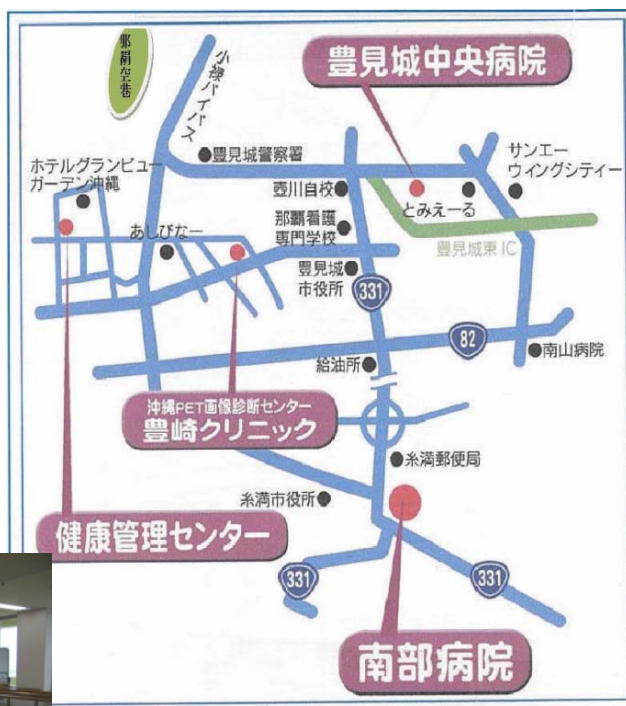 那覇空港
小禄バイパス
豊見城中央病院
豊見城警察署
サンエー
ウィングシティー
ホテルグランビュー
ガーデン沖縄
壺川自校
とみえーる
那覇看護
専門学校
あしびなー
豊見城東IC
豊見城
市役所
331
82
給油所
南山病院
沖縄PET画像診断センター
豊崎クリニック
糸満郵便局
糸満市役所
健康管理センター
331
331
南部病院